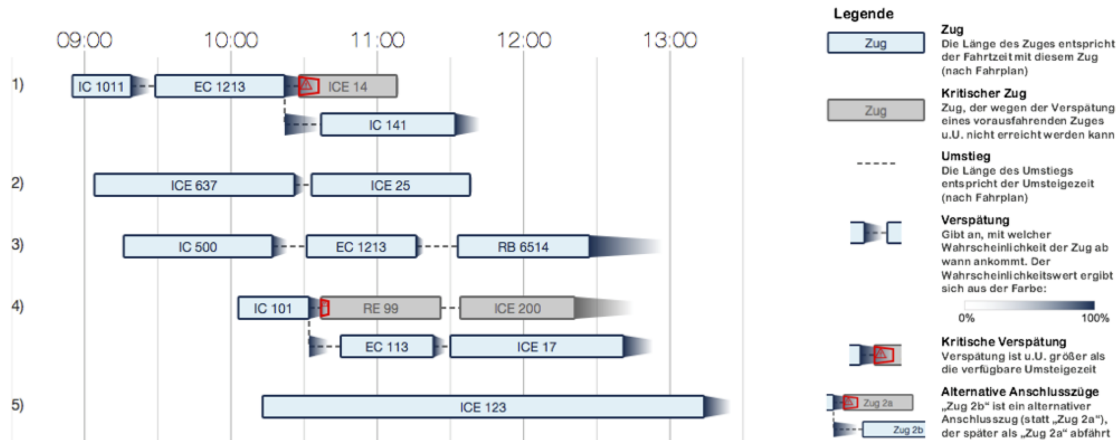 09:00 10:00 11:00 12:00 13:00
1) IC 1011 EC 1213 ICE 14
IC 141
2) ICE 637 ICE 25
3) IC 500 EC 1213 RB 6514
4) IC 101 RE 99 ICE 200
EC 113 ICE 17
5) ICE 123
Legende
Zug
Zug
Die Länge des Zuges entspricht
der Fahrtzeit mit diesem Zug
(nach Fahrplan)
Zug
Kritischer Zug
Zug, der wegen der Verspätung
eines vorausfahrenden Zuges
u.U. nicht erreicht werden kann
Umstieg
Die Länge des Umstiegs
entspricht der Umsteigezeit
(nach Fahrplan)
Verspätung
Gibt an, mit welcher
Wahrscheinlichkeit der Zug ab
wann ankommt. Der
Wahrscheinlichkeitswert ergibt
sich aus der Farbe:
0% 100%
Kritische Verspätung
Verspätung ist u.U. größer als
die verfügbare Umsteigezeit
Zug 2a
Zug 2b
Alternative Anschlusszüge
„Zug 2b“ ist ein alternativer
Anschlusszug (statt „Zug 2a“),
der später als „Zug 2a“ abfährt